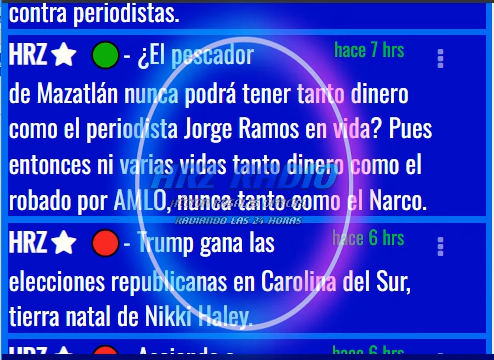 contra periodistas.
HRZ - ¿El pescador hace 7 hrs
de Mazatlán nunca podrá tener tanto dinero
como el periodista Jorge Ramos en vida? Pues
entonces ni varias vidas tanto dinero como el
robado por AMLO, nunca tanto como el Narco.
HRZ RADIO
RADIANDO LAS 24 HORAS
HRZ - Trump gana las hace 6 hrs
elecciones republicanas en Carolina del Sur,
tierra natal de Nikki Haley.